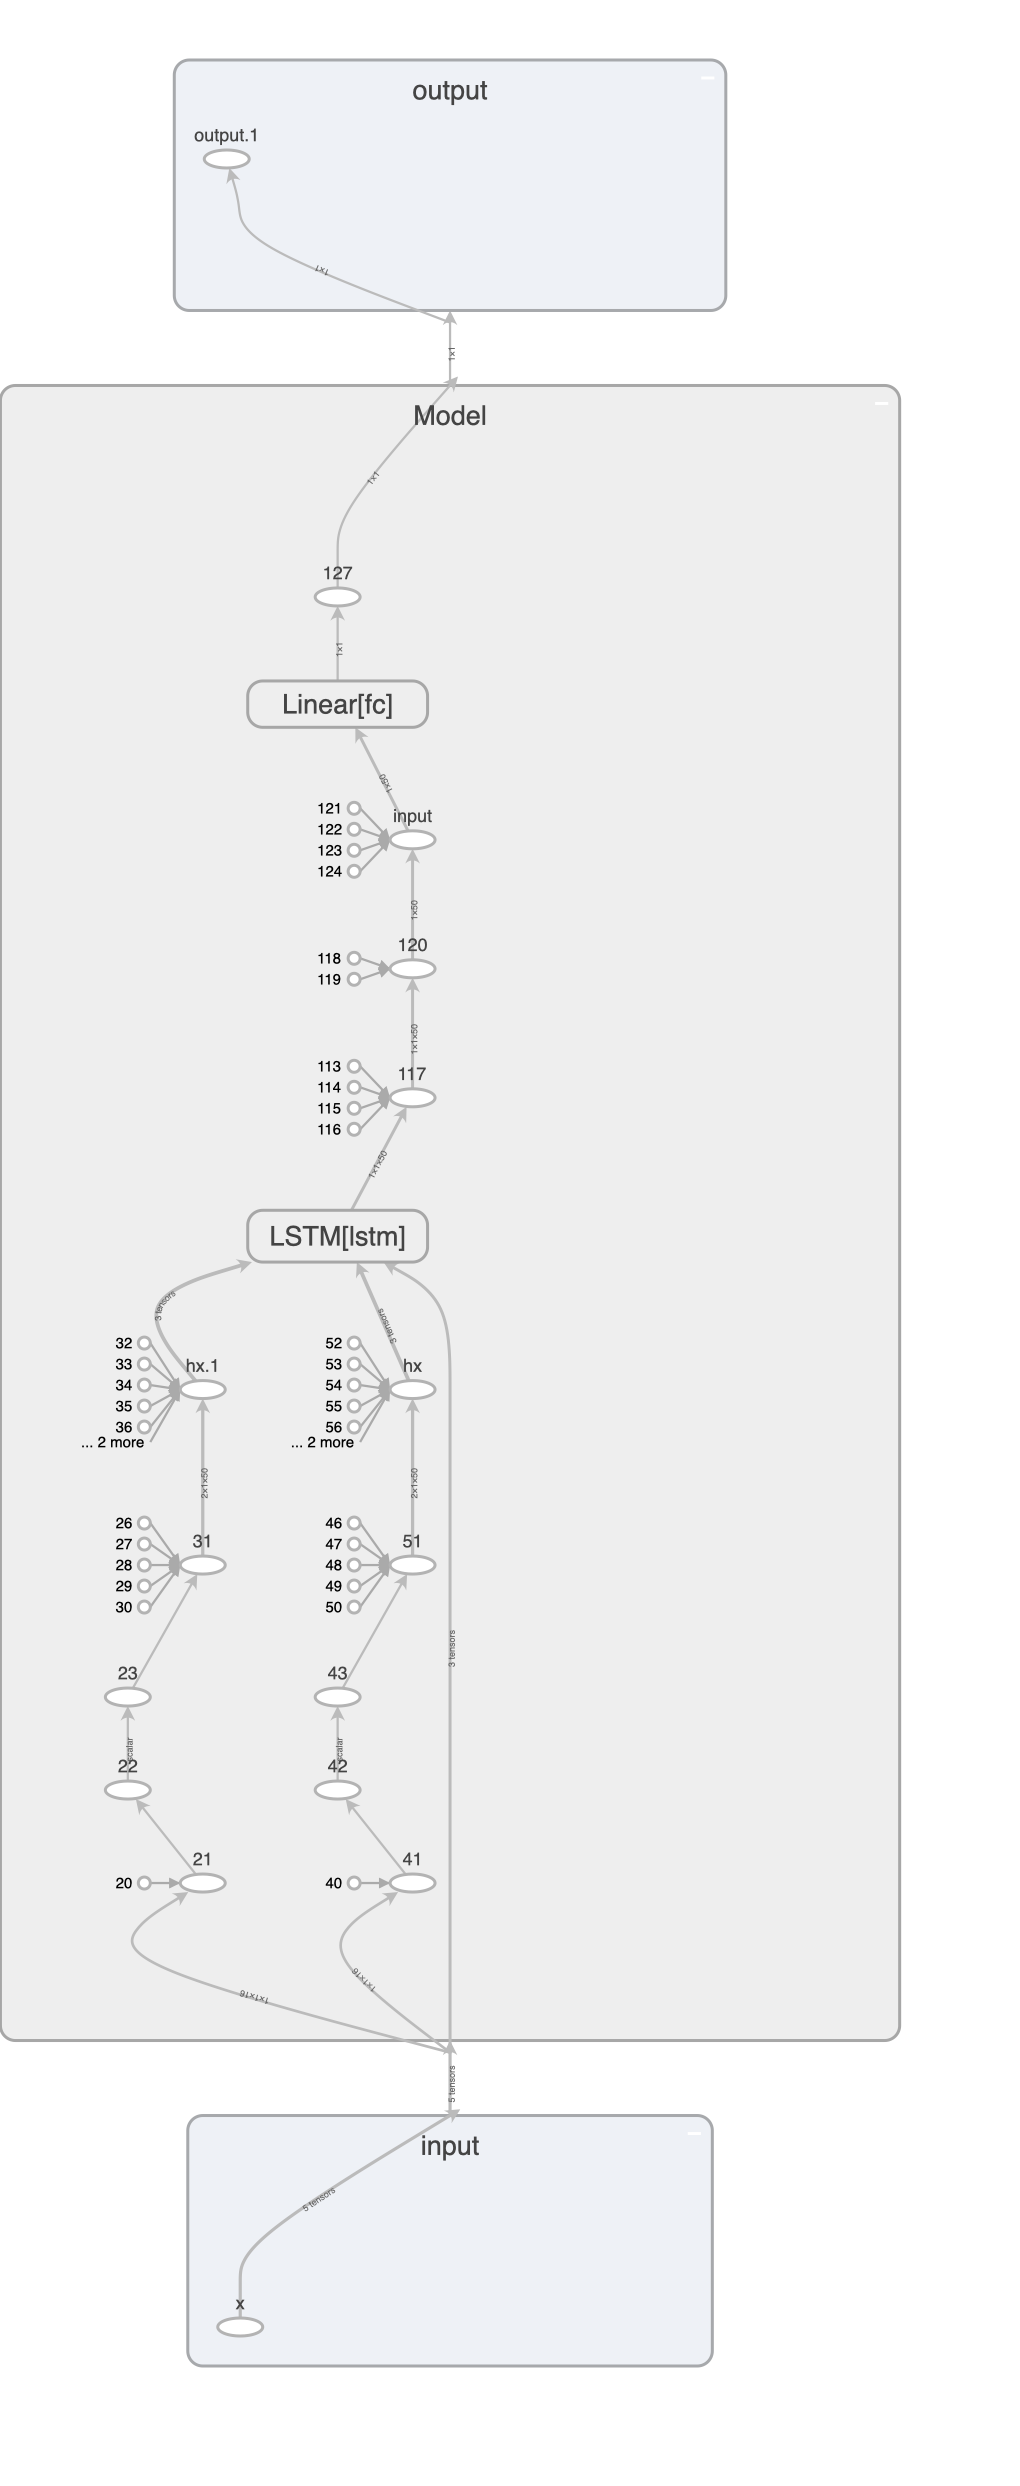 output
output.1
1×1
1×1
Model
1×1
127
1×1
Linear[fc]
1×50
121
input
122
123
124
1×50
120
118
119
1×1×50
113
117
114
115
116
1×1×50
LSTM[lstm]
3 tensors
3 tensors
32
33
34
35
36
... 2 more
hx.1
52
53
54
55
56
... 2 more
hx
2×1×50
2×1×50
26
27
28
29
30
31
46
47
48
49
50
51
3 tensors
23
43
scalar
scalar
22
42
21
41
20
40
1×1×16
1×1×16
5 tensors
input
5 tensors
x